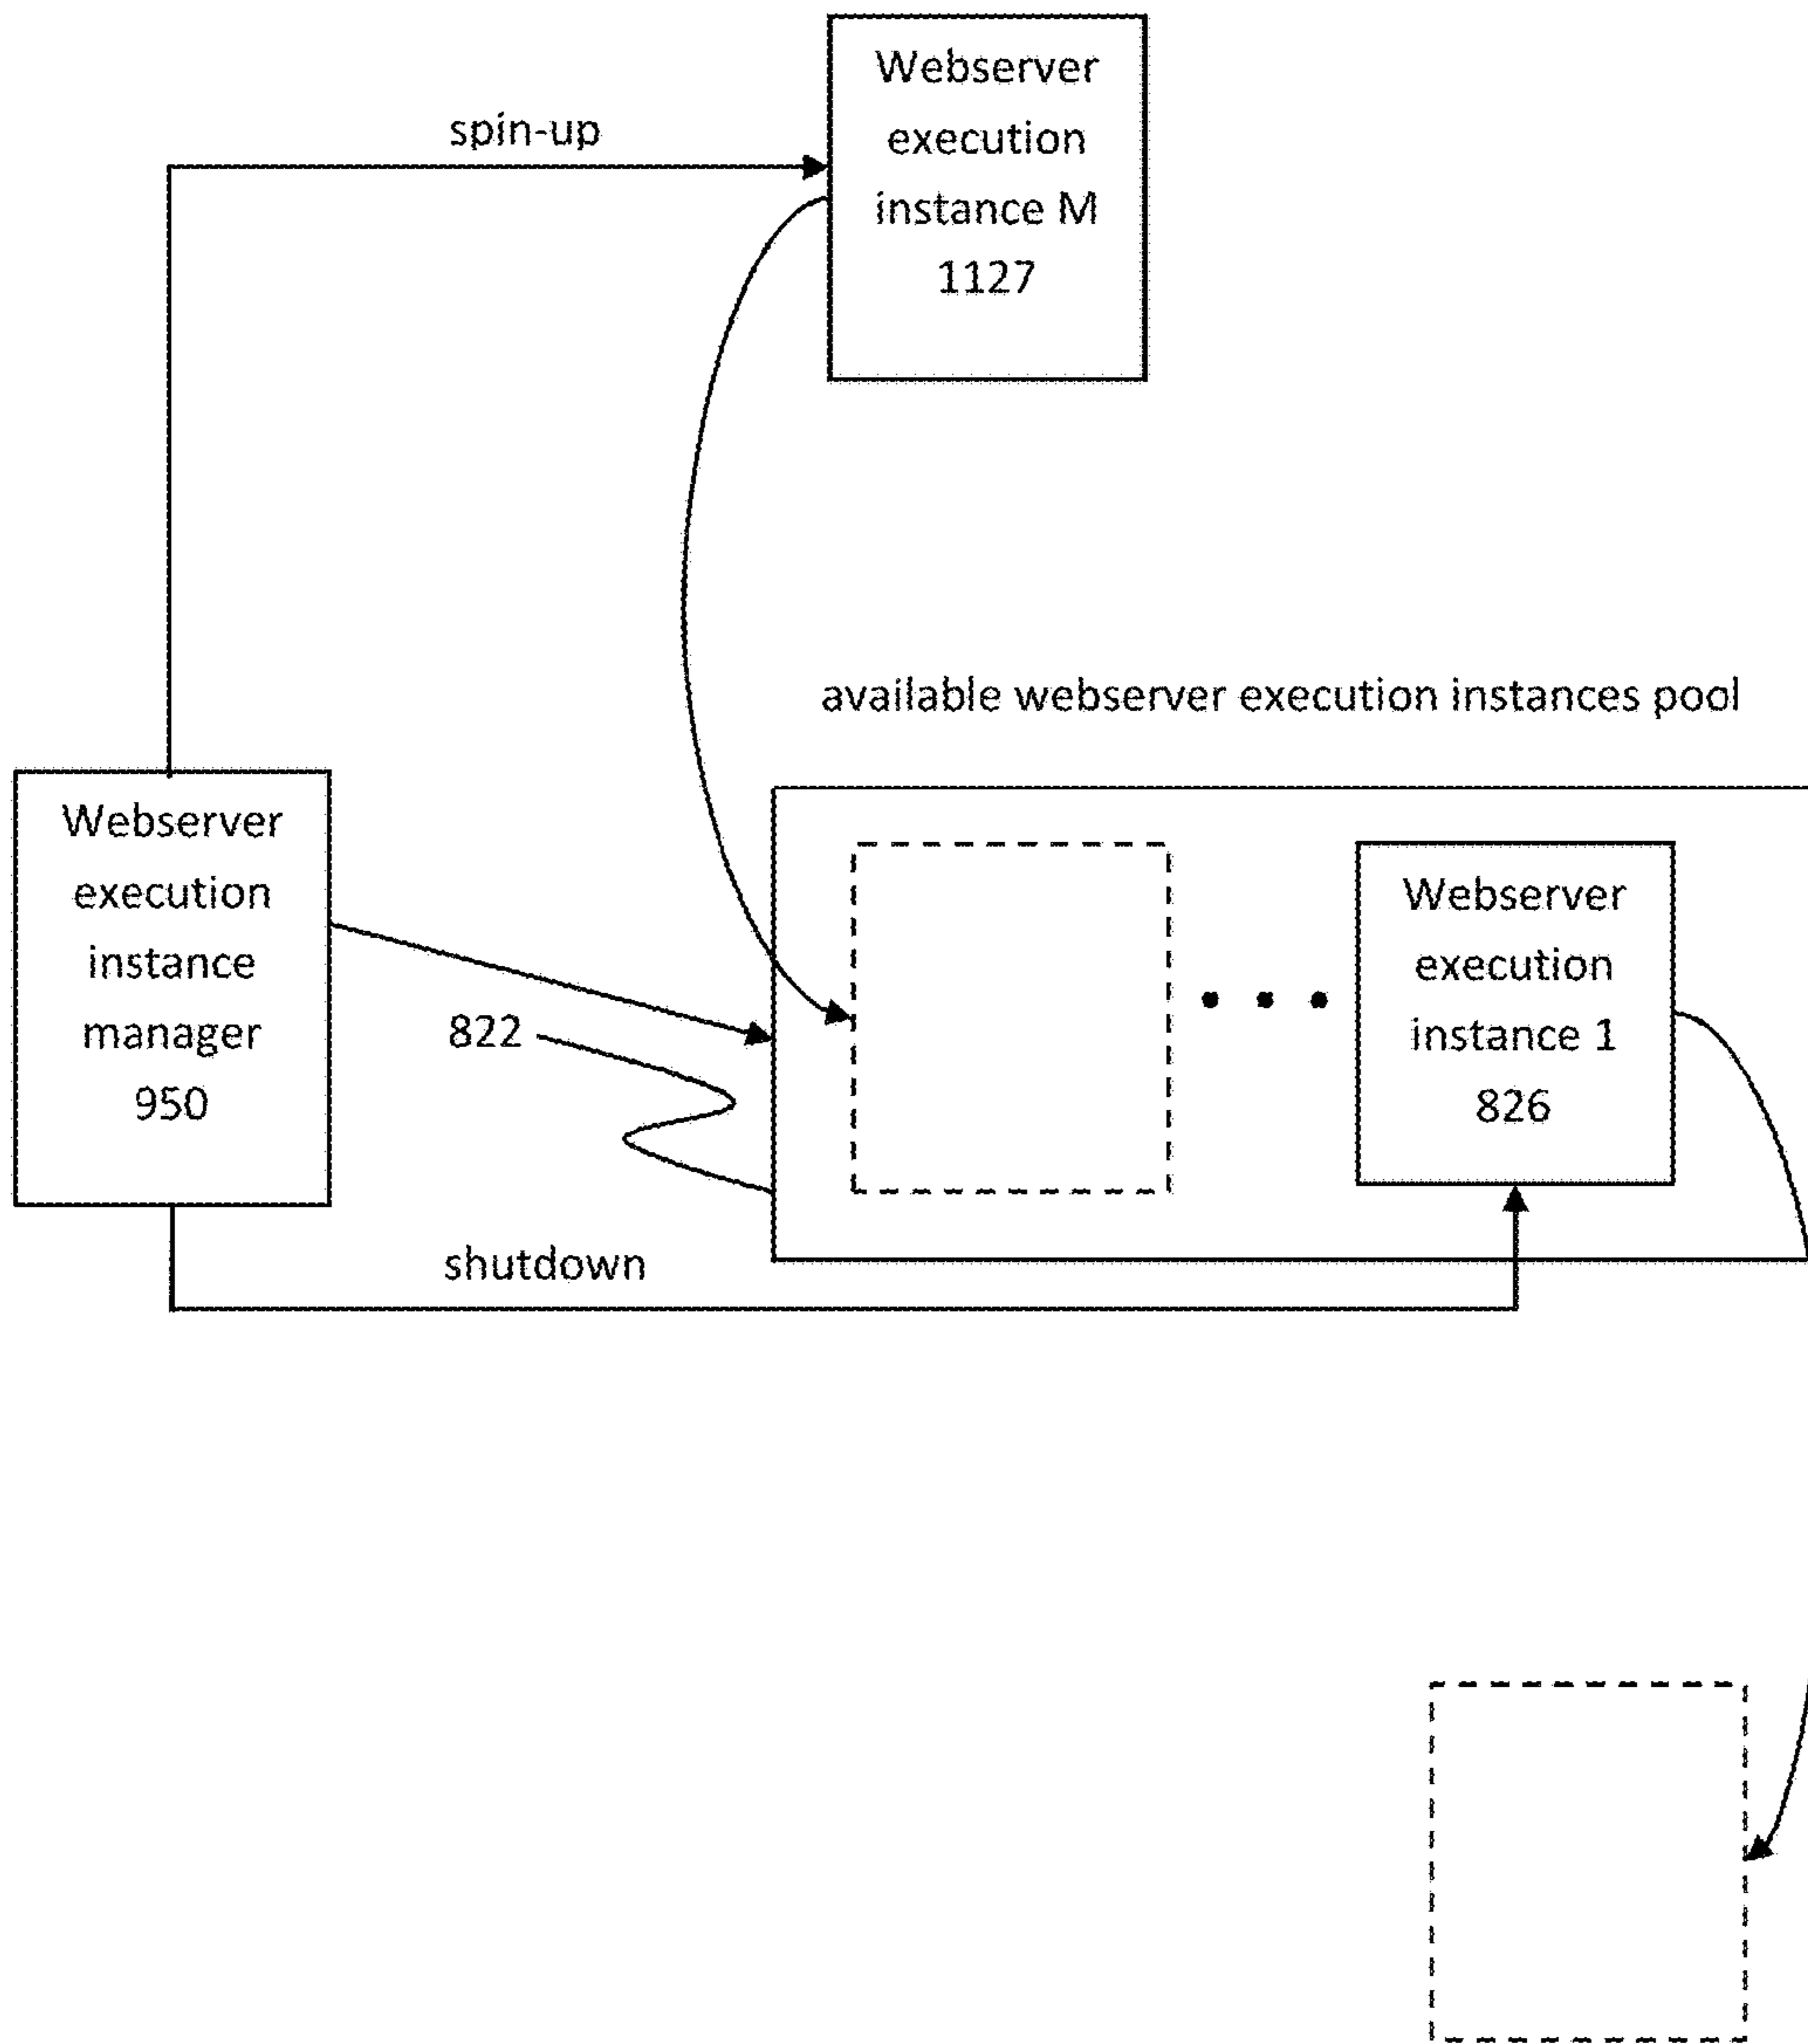 Webserver
execution
instance M
1127
spin-up
available webserver execution instances pool
Webserver
execution
instance
manager
950
822
Webserver
execution
instance 1
826
shutdown